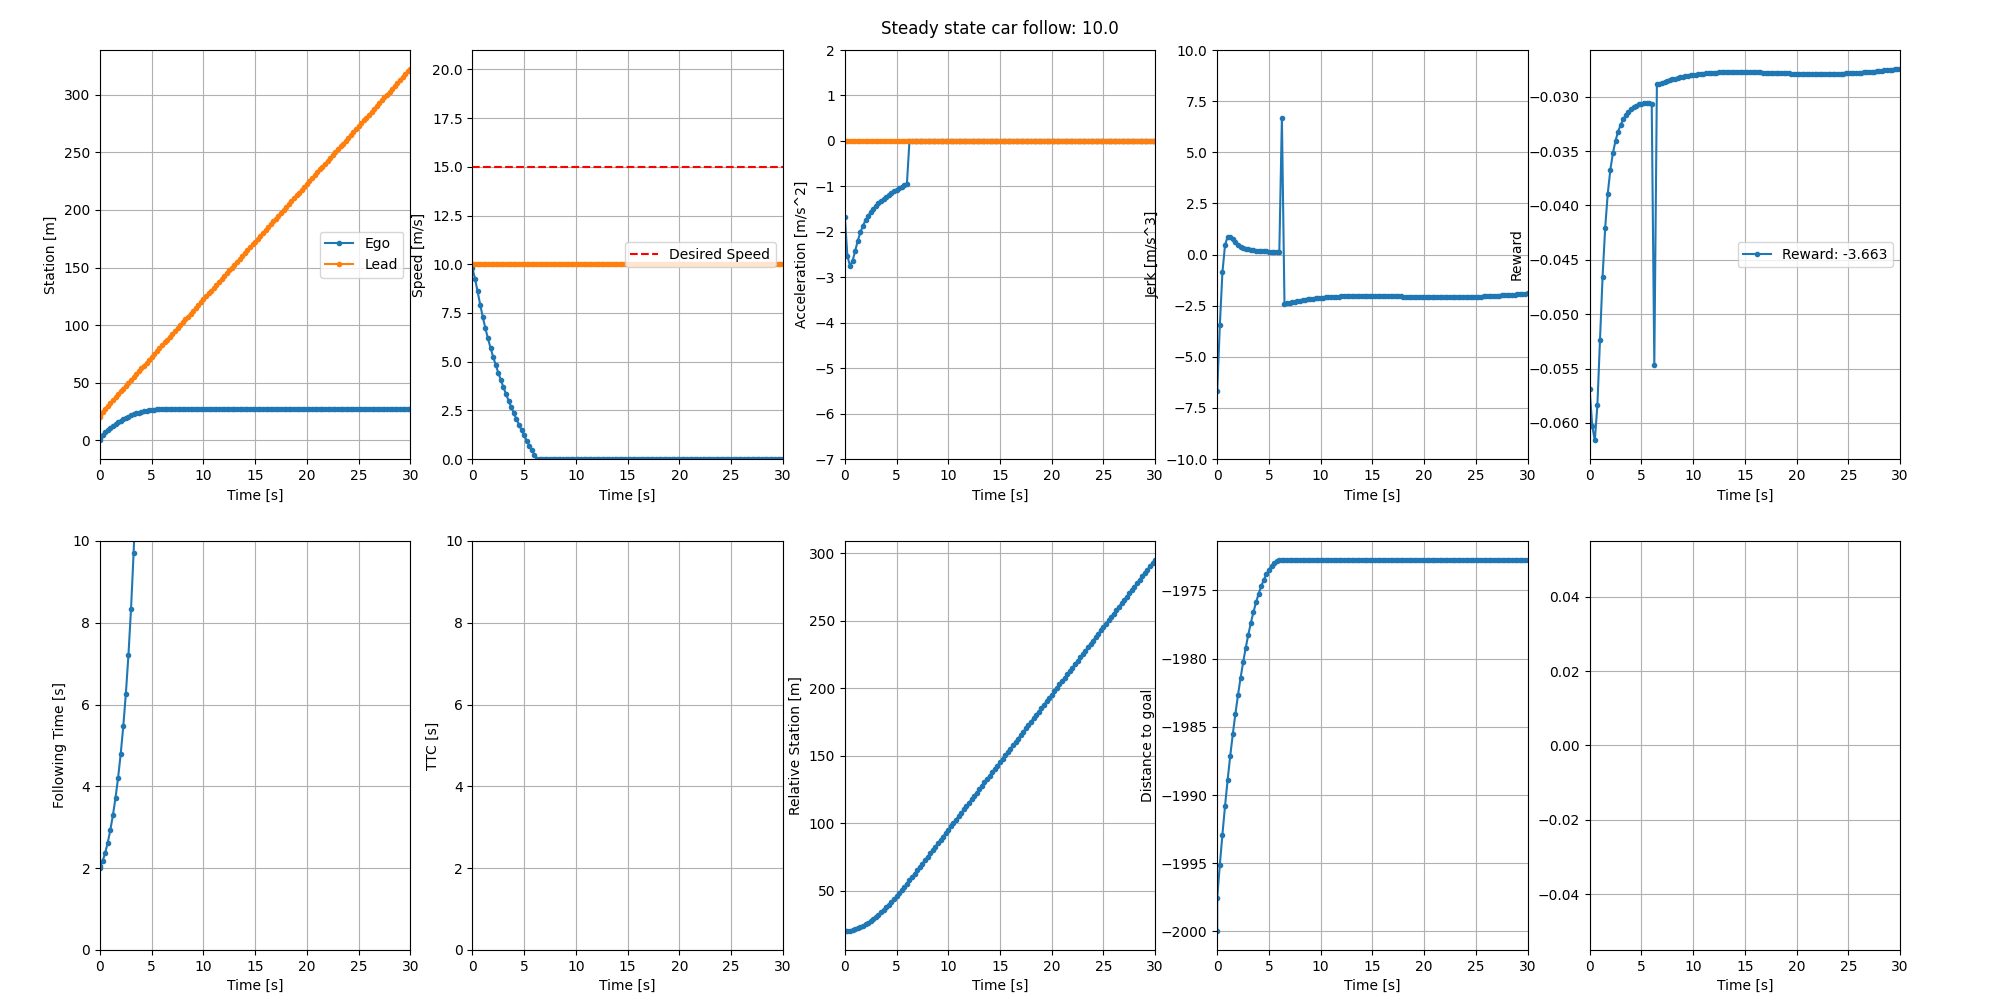 Steady state car follow: 10.0
Station [m]
300
250
200
150
100
50
0
Ego
Lead
0 5 10 15 20 25 30
Time [s]
Speed [m/s]
20.0
17.5
15.0
12.5
10.0
7.5
5.0
2.5
0.0
Desired Speed
0 5 10 15 20 25 30
Time [s]
Acceleration [m/s^2]
2
1
0
−1
−2
−3
−4
−5
−6
−7
0 5 10 15 20 25 30
Time [s]
Jerk [m/s^3]
10.0
7.5
5.0
2.5
0.0
−2.5
−5.0
−7.5
−10.0
0 5 10 15 20 25 30
Time [s]
Reward
−0.030
−0.035
−0.040
−0.045
−0.050
−0.055
−0.060
Reward: -3.663
0 5 10 15 20 25 30
Time [s]
Following Time [s]
10
8
6
4
2
0
0 5 10 15 20 25 30
Time [s]
TTC [s]
10
8
6
4
2
0
0 5 10 15 20 25 30
Time [s]
Relative Station [m]
300
250
200
150
100
50
0 5 10 15 20 25 30
Time [s]
Distance to goal
−1975
−1980
−1985
−1990
−1995
−2000
0 5 10 15 20 25 30
Time [s]
0.04
0.02
0.00
−0.02
−0.04
0 5 10 15 20 25 30
Time [s]